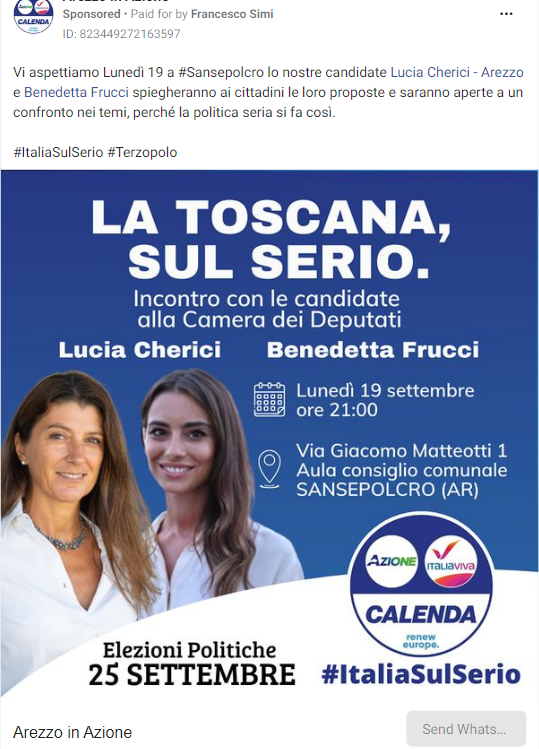 Arezzo in Azione
Sponsored • Paid for by Francesco Simi
ID: 823449272163597
Vi aspettiamo Lunedì 19 a #Sansepolcro lo nostre candidate Lucia Cherici - Arezzo
e Benedetta Frucci spiegheranno ai cittadini le loro proposte e saranno aperte a un
confronto nei temi, perché la politica seria si fa così.
#ItaliaSulSerio #Terzopolo
LA TOSCANA,
SUL SERIO.
Incontro con le candidate
alla Camera dei Deputati
Lucia Cherici Benedetta Frucci
Lunedì 19 settembre
ore 21:00
Via Giacomo Matteotti 1
Aula consiglio comunale
SANSEPOLCRO (AR)
AZIONE ITALIAVIVA
CALENDA
renew
europe.
Elezioni Politiche
25 SETTEMBRE
#ItaliaSulSerio
Arezzo in Azione
Send Whats...